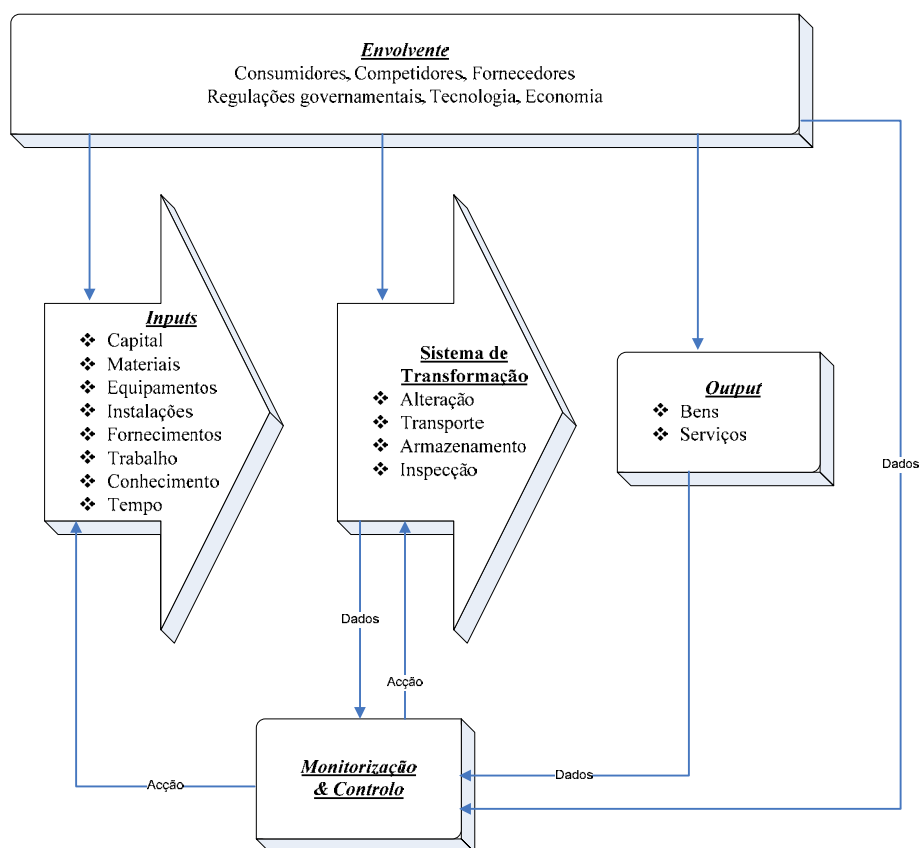 Envolvente
Consumidores, Competidores, Fornecedores
Regulações governamentais, Tecnologia, Economia
Inputs
❖ Capital
❖ Materiais
❖ Equipamentos
❖ Instalações
❖ Fornecimentos
❖ Trabalho
❖ Conhecimento
❖ Tempo
Sistema de
Transformação
❖ Alteração
❖ Transporte
❖ Armazenamento
❖ Inspecção
Output
❖ Bens
❖ Serviços
Dados
Dados
Acção
Monitorização
& Controlo
Acção
Dados